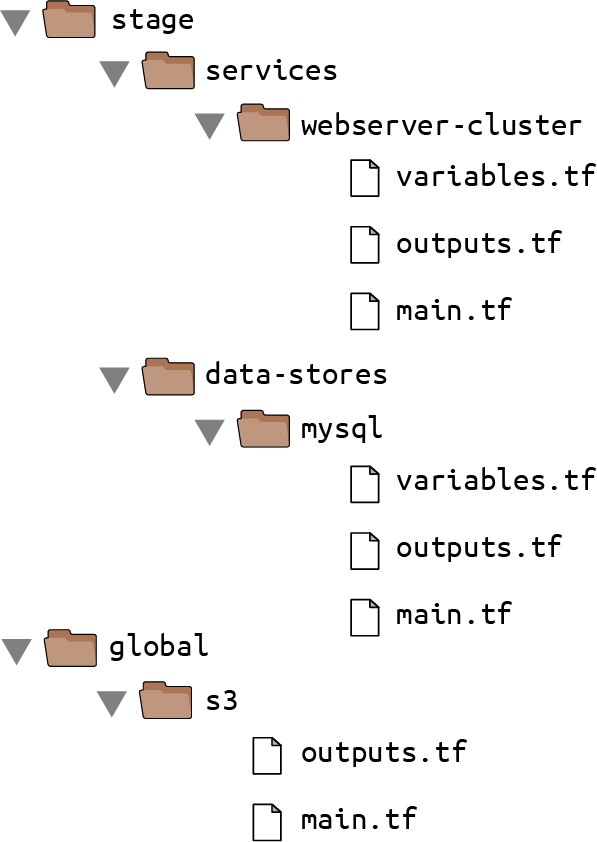 stage
services
webserver-cluster
variables.tf
outputs.tf
main.tf
data-stores
mysql
variables.tf
outputs.tf
main.tf
global
s3
outputs.tf
main.tf